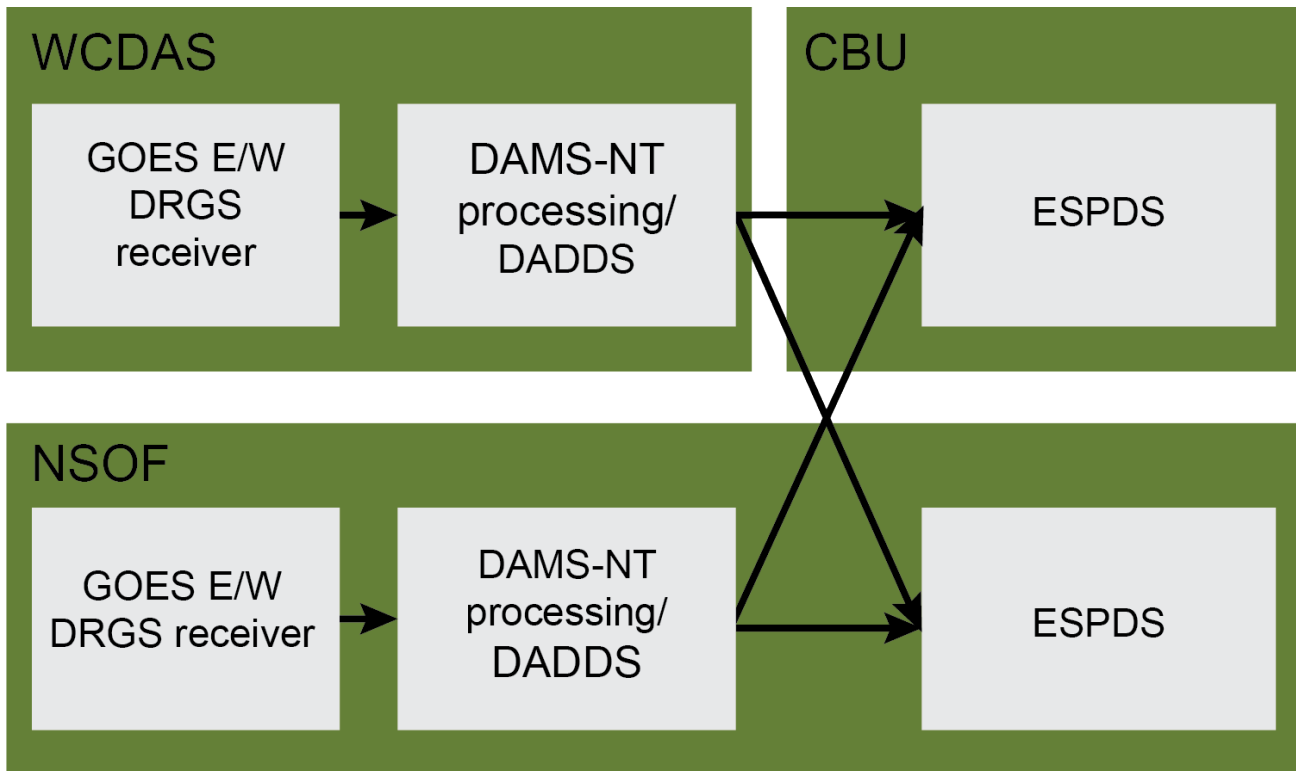 WCDAS
GOES E/W
DRGS
receiver
DAMS-NT
processing/
DADDS
CBU
ESPDS
NSOF
GOES E/W
DRGS receiver
DAMS-NT
processing/
DADDS
ESPDS